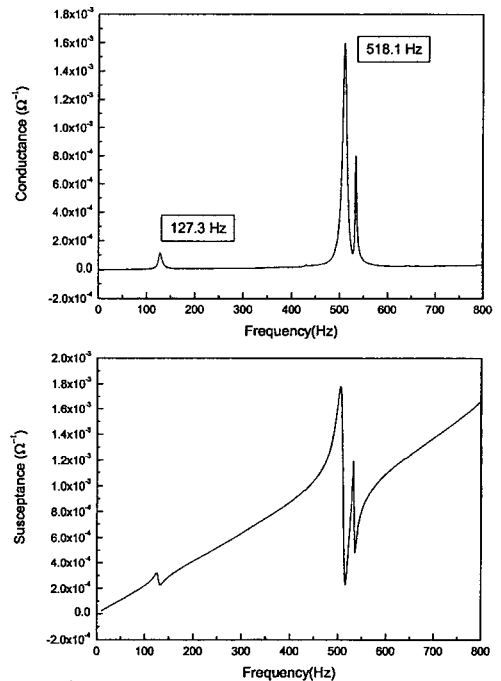 1.8x10⁻³
1.6x10⁻³
1.4x10⁻³
1.2x10⁻³
1.0x10⁻³
8.0x10⁻⁴
6.0x10⁻⁴
4.0x10⁻⁴
2.0x10⁻⁴
0.0
-2.0x10⁻⁴
Conductance (Ω⁻¹)
518.1 Hz
127.3 Hz
0 100 200 300 400 500 600 700 800
Frequency(Hz)
2.0x10⁻³
1.8x10⁻³
1.6x10⁻³
1.4x10⁻³
1.2x10⁻³
1.0x10⁻³
8.0x10⁻⁴
6.0x10⁻⁴
4.0x10⁻⁴
2.0x10⁻⁴
0.0
-2.0x10⁻⁴
Susceptance (Ω⁻¹)
0 100 200 300 400 500 600 700 800
Frequency(Hz)